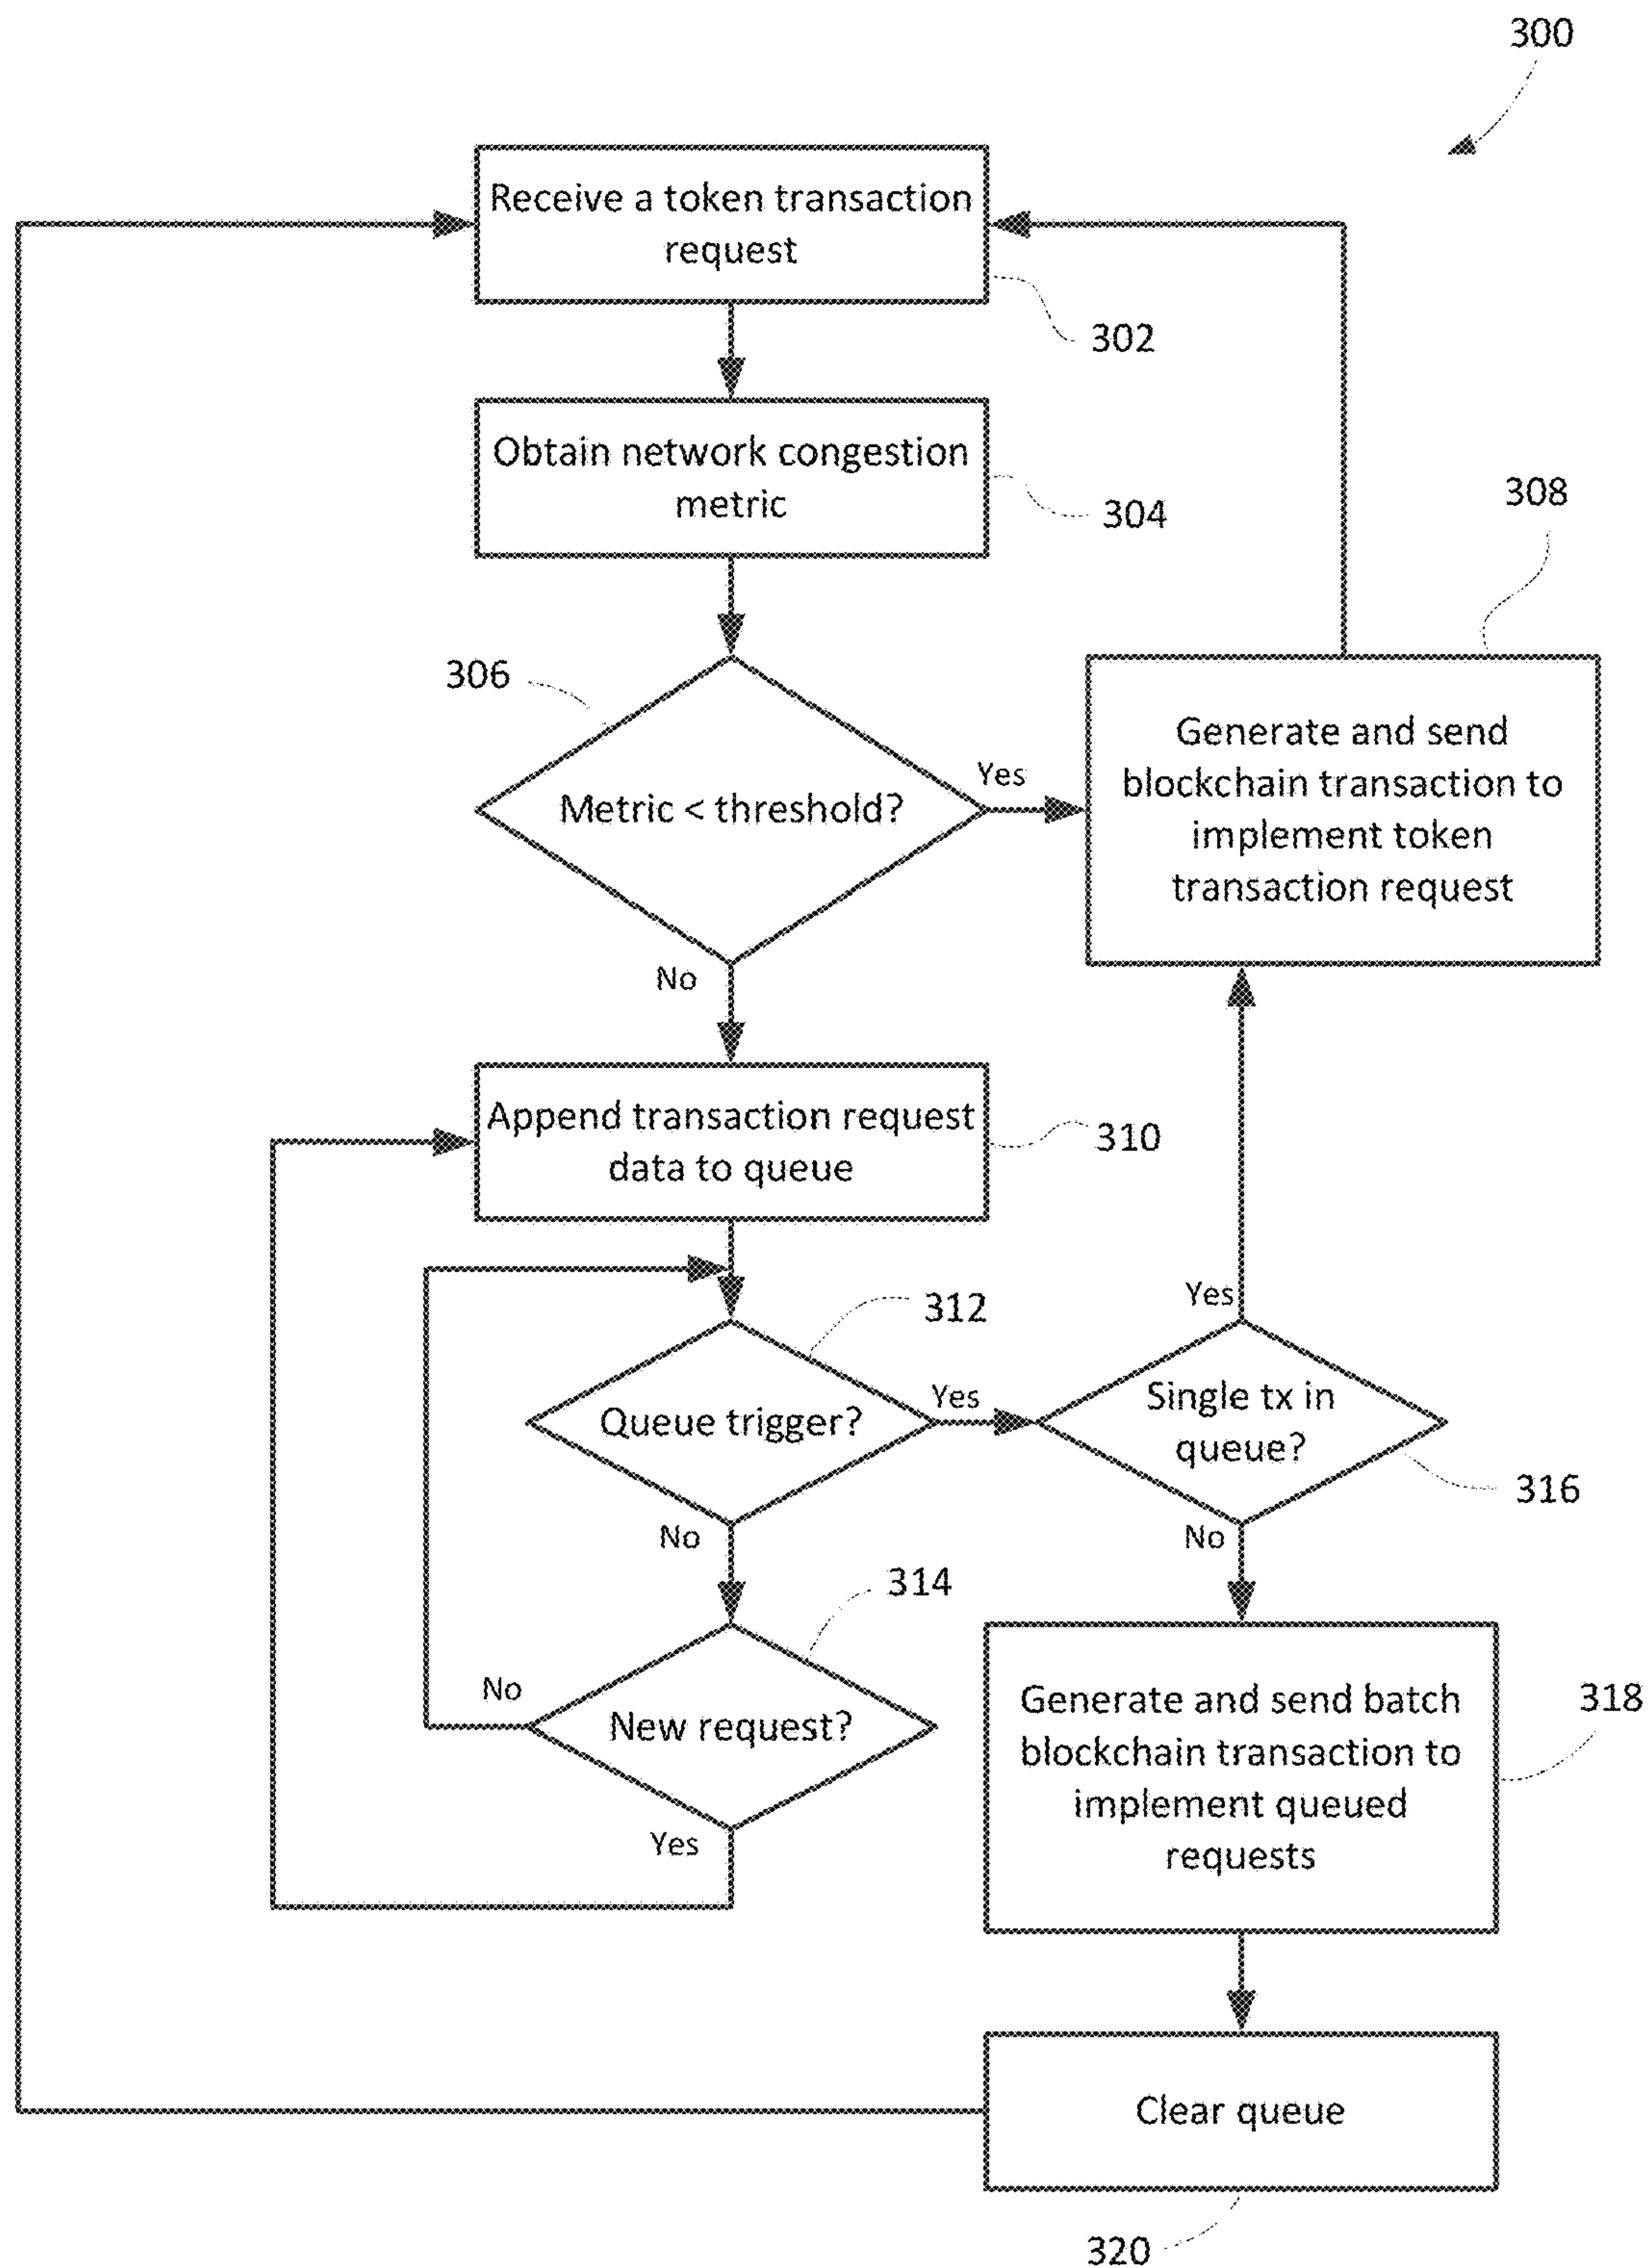 300
Receive a token transaction
request
302
Obtain network congestion
metric
304
308
306
Metric < threshold?
Yes
Generate and send
blockchain transaction to
implement token
transaction request
No
Append transaction request
data to queue
310
312
Queue trigger?
Yes
Yes
Single tx in
queue?
316
No
No
314
New request?
No
Yes
Generate and send batch
blockchain transaction to
implement queued
requests
318
Clear queue
320